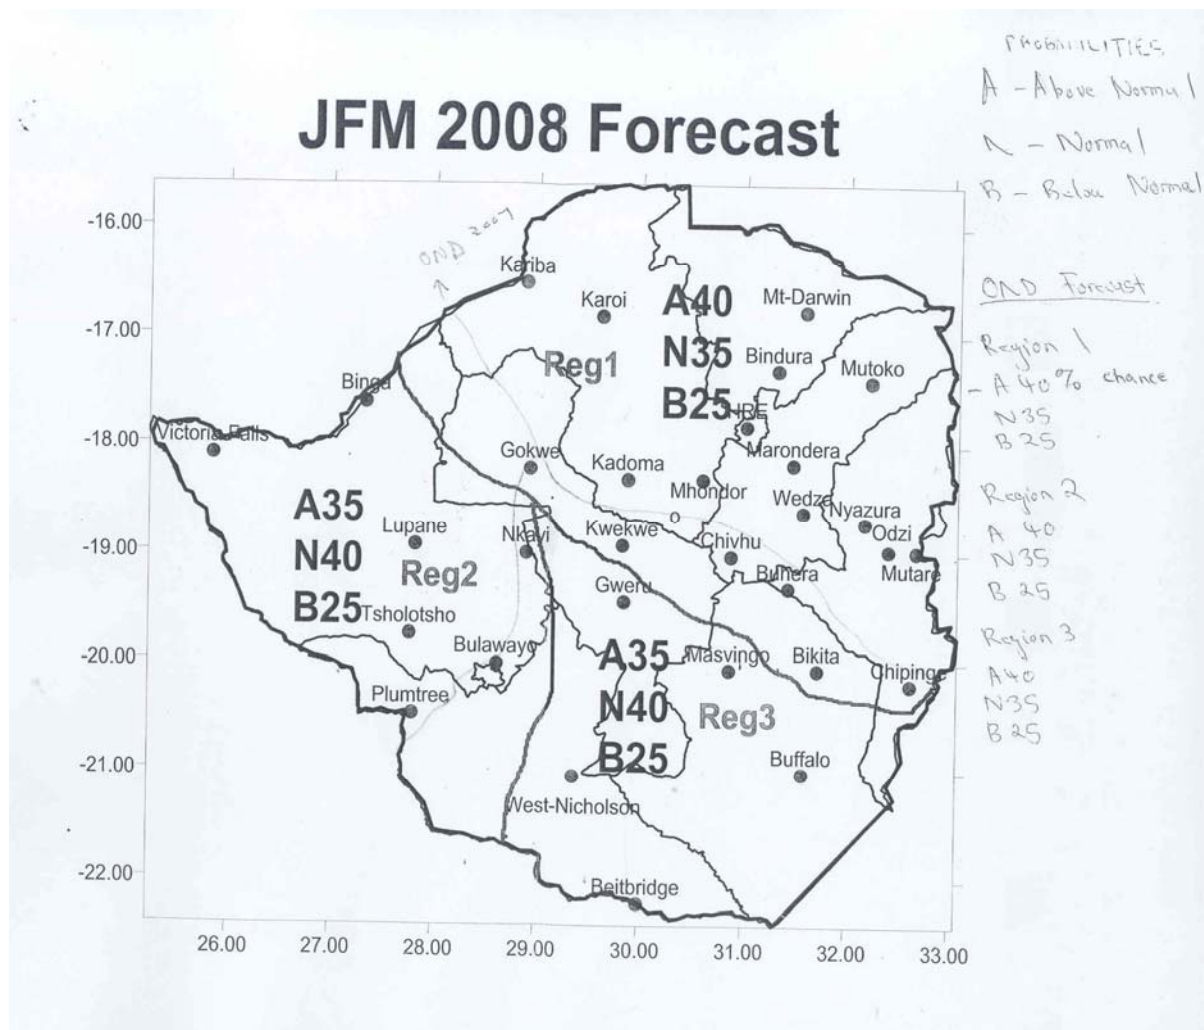 PROBABILITIES
A - Above Normal
N - Normal
B - Below Normal
JFM 2008 Forecast
-16.00
-17.00
-18.00
-19.00
-20.00
-21.00
-22.00
26.00
27.00
28.00
29.00
30.00
31.00
32.00
33.00
OND 2007
Kariba
Karoi
A40
N35
B25
Mt-Darwin
Reg1
Bindura
Mutoko
Binga
HRE
Victoria Falls
Gokwe
Kadoma
Marondera
Mhondor
o
Wedza
Nyazura
A35
N40
B25
Lupane
Nkayi
Kwekwe
Chivhu
Odzi
Mutare
Reg2
Gweru
Buhera
Tsholotsho
Bulawayo
A35
N40
B25
Masvingo
Bikita
Chipinge
Plumtree
Reg3
Buffalo
West-Nicholson
Beitbridge
OND Forecast
Region 1
- A 40% chance
N35
B25
Region 2
A 40
N35
B 25
Region 3
A40
N35
B25